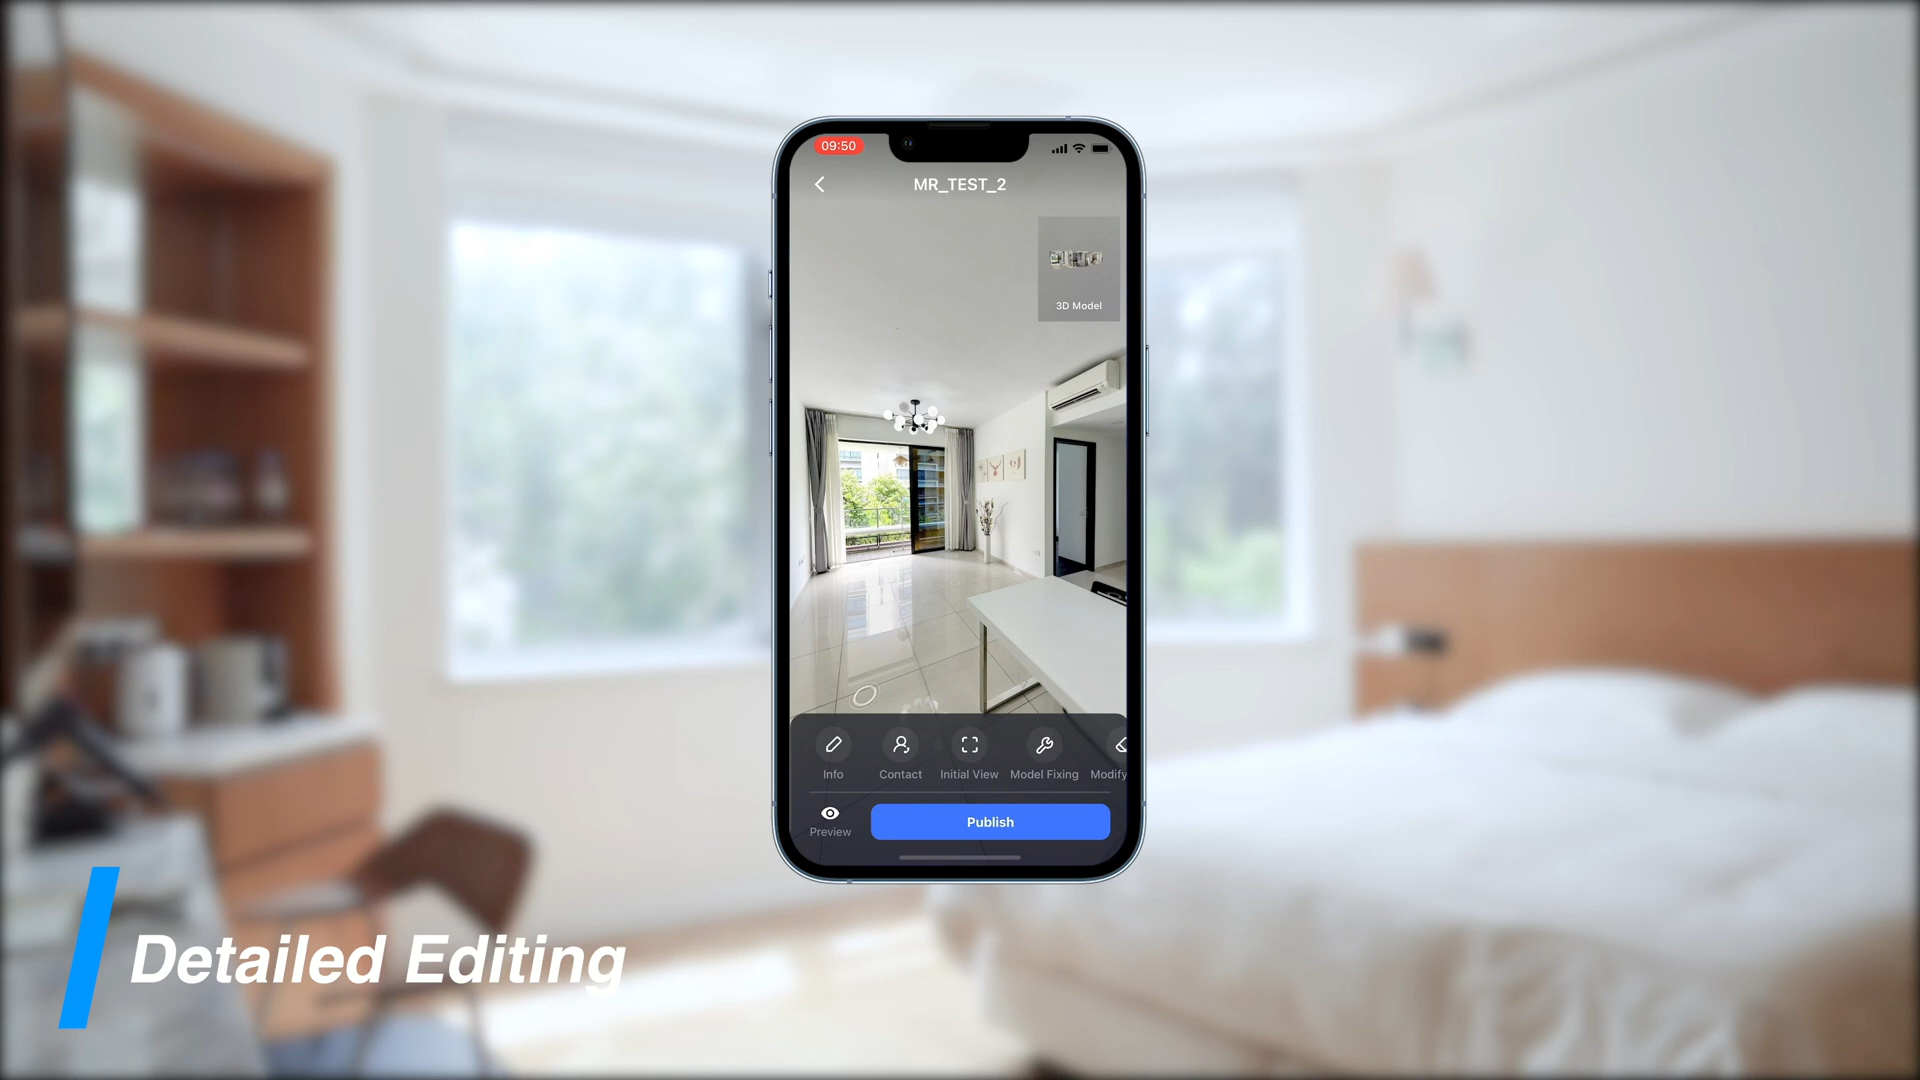 09:50
MR_TEST_2
3D Model
Info
Contact
Initial View
Model Fixing
Modify
Preview
Publish
Detailed Editing